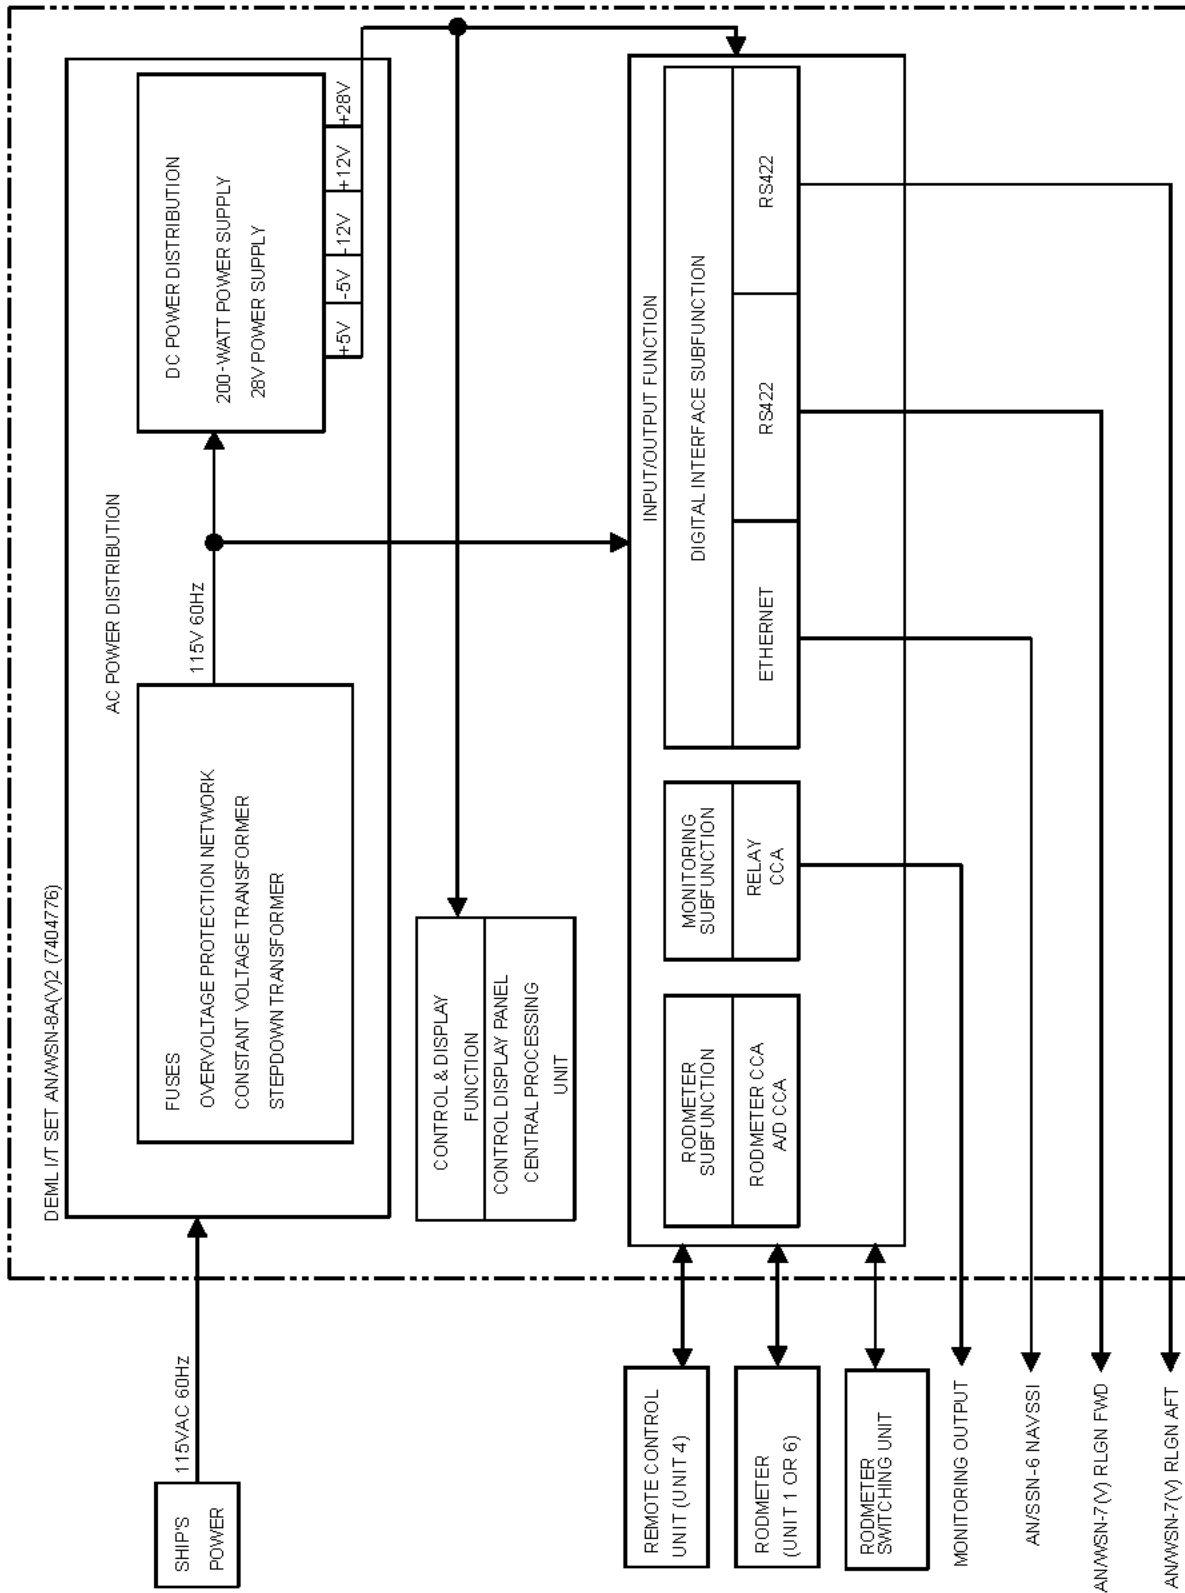 DEML I/T SET AN/WSN-8A(V)2 (7404776)
SHIP'S
POWER
115VAC 60Hz
AC POWER DISTRIBUTION
FUSES
OVERVOLTAGE PROTECTION NETWORK
CONSTANT VOLTAGE TRANSFORMER
STEPDOWN TRANSFORMER
115V 60Hz
DC POWER DISTRIBUTION
200-WATT POWER SUPPLY
28V POWER SUPPLY
+5V
-5V
-12V
+12V
+28V
CONTROL & DISPLAY
FUNCTION
CONTROL DISPLAY PANEL
CENTRAL PROCESSING
UNIT
INPUT/OUTPUT FUNCTION
RODMETER
SUBFUNCTION
RODMETER CCA
A/D CCA
MONITORING
SUBFUNCTION
RELAY
CCA
DIGITAL INTERFACE SUBFUNCTION
ETHERNET
RS422
RS422
REMOTE CONTROL
UNIT (UNIT 4)
RODMETER
(UNIT 1 OR 6)
RODMETER
SWITCHING UNIT
MONITORING OUTPUT
AN/SSN-6 NAVSSI
AN/WSN-7(V) RLGN FWD
AN/WSN-7(V) RLGN AFT